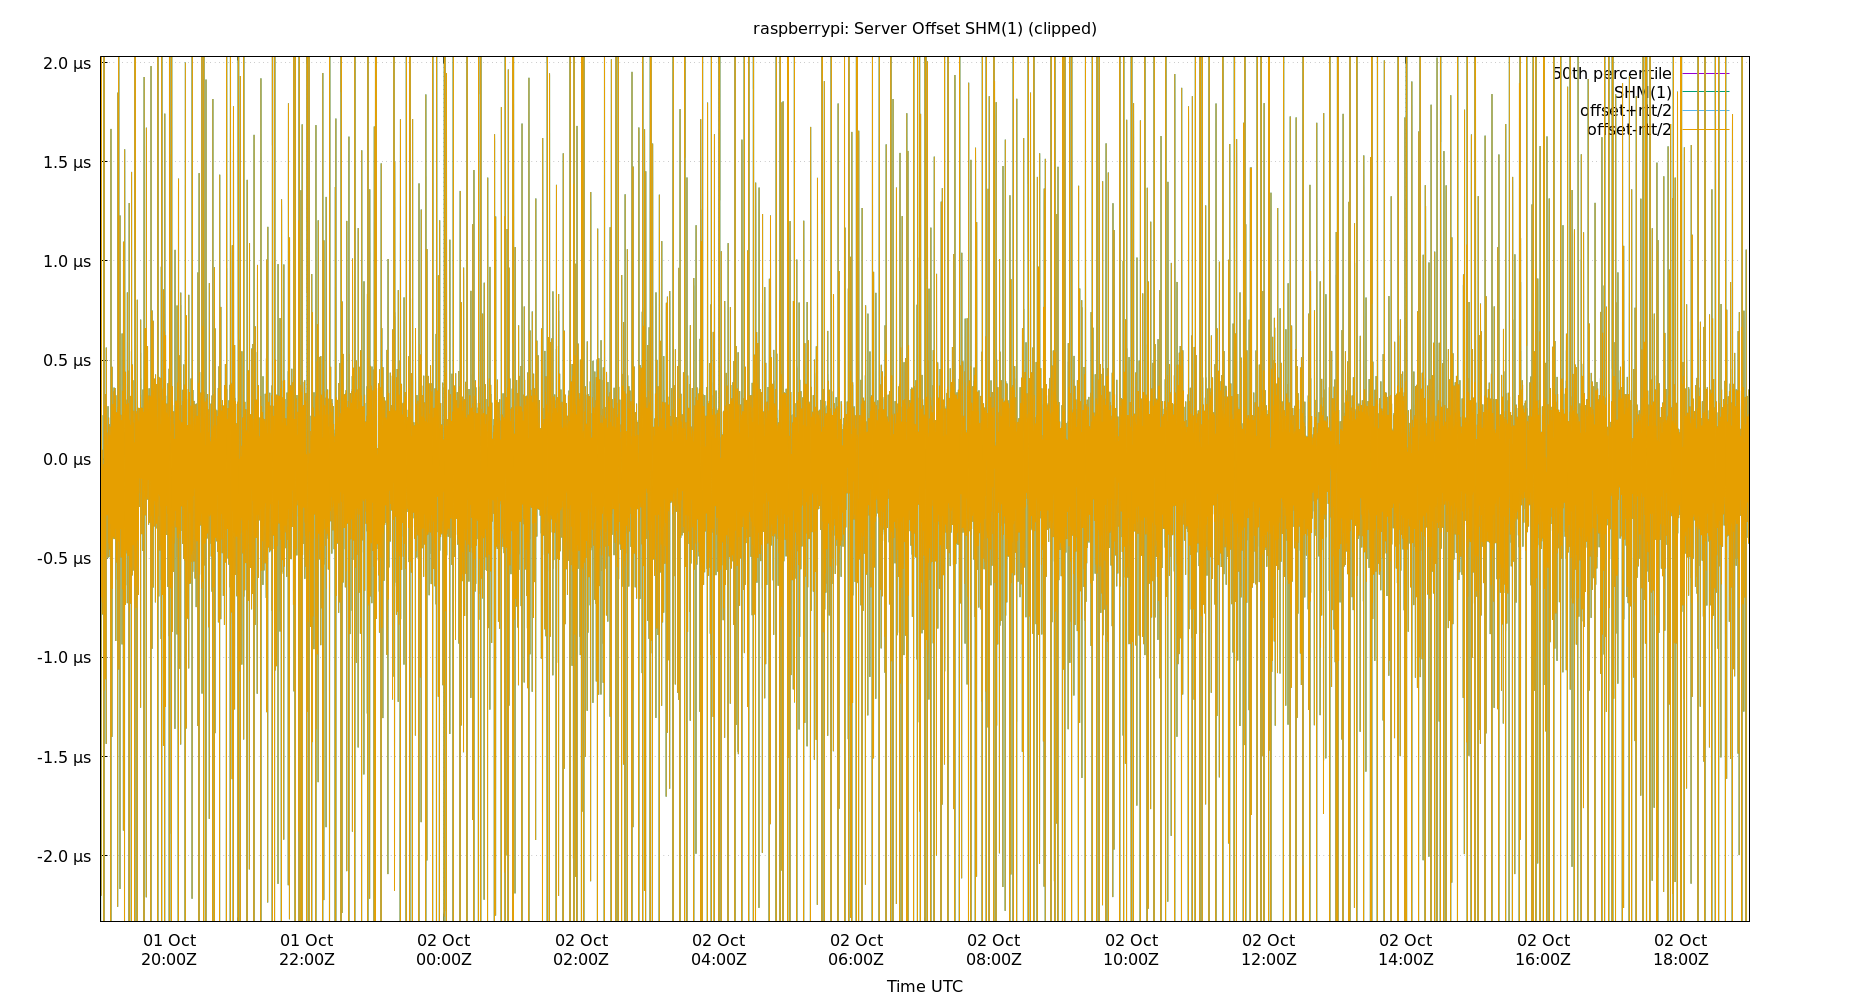 raspberrypi: Server Offset SHM(1) (clipped)
2.0 µs
1.5 µs
1.0 µs
0.5 µs
0.0 µs
-0.5 µs
-1.0 µs
-1.5 µs
-2.0 µs
50th percentile
SHM(1)
offset+rtt/2
offset-rtt/2
01 Oct
20:00Z
01 Oct
22:00Z
02 Oct
00:00Z
02 Oct
02:00Z
02 Oct
04:00Z
02 Oct
06:00Z
02 Oct
08:00Z
02 Oct
10:00Z
02 Oct
12:00Z
02 Oct
14:00Z
02 Oct
16:00Z
02 Oct
18:00Z
Time UTC